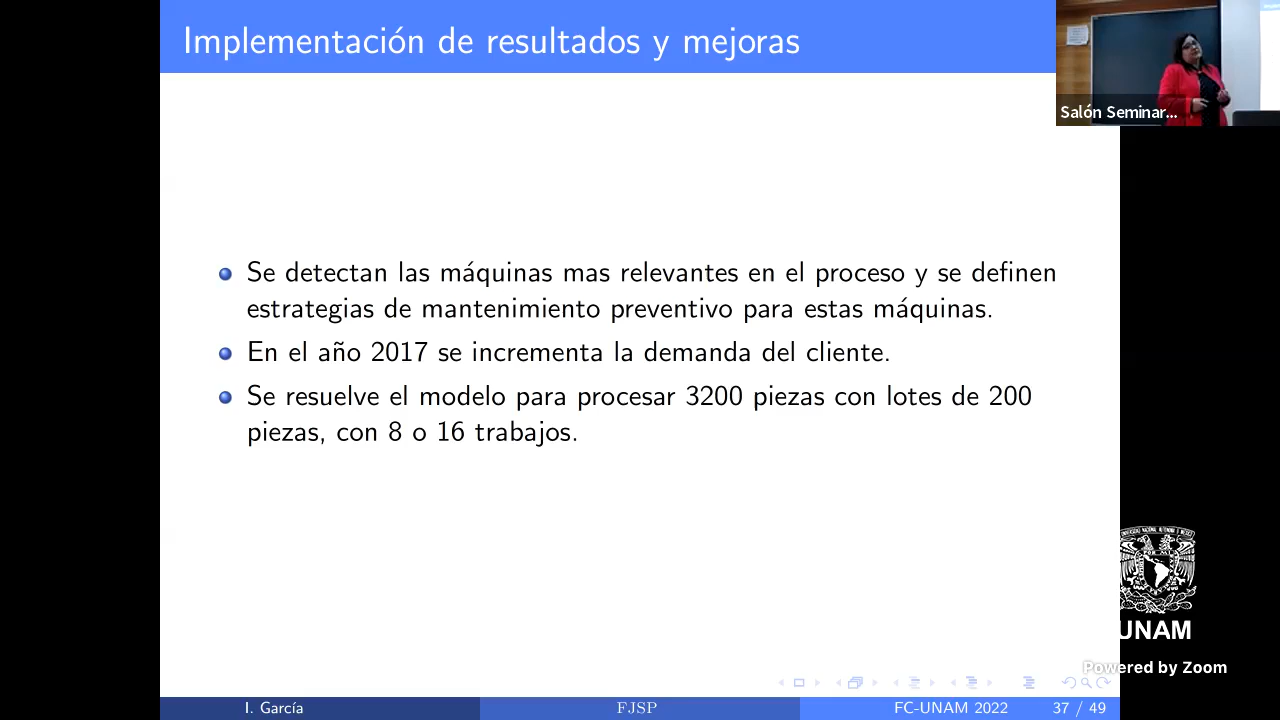 Implementación de resultados y mejoras
Salón Seminar...
Se detectan las máquinas mas relevantes en el proceso y se definen
estrategias de mantenimiento preventivo para estas máquinas.
En el año 2017 se incrementa la demanda del cliente.
Se resuelve el modelo para procesar 3200 piezas con lotes de 200
piezas, con 8 o 16 trabajos.
UNAM
Powered by Zoom
I. García
FJSP
FC-UNAM 2022
37 / 49